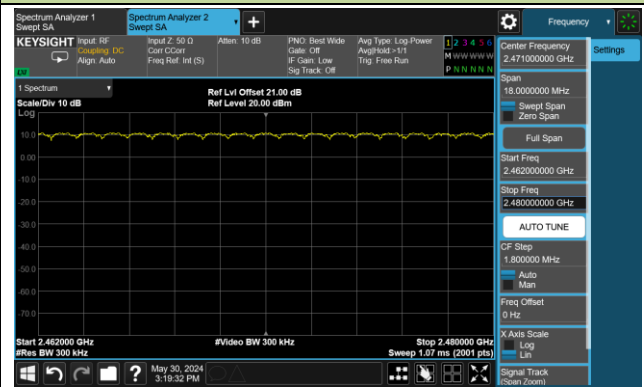 Spectrum Analyzer 1
Swept SA
Spectrum Analyzer 2
Swept SA
Frequency
KEYSIGHT
Input: RF
Coupling: DC
Align: Auto
Input Z: 50 Ω
Corr CCorr
Freq Ref: Int (S)
Atten: 10 dB
PNO: Best Wide
Gate: Off
IF Gain: Low
Sig Track: Off
Avg Type: Log-Power
Avg|Hold:>1/1
Trig: Free Run
1 2 3 4 5 6
M W W W W W
P N N N N N
Center Frequency
2.471000000 GHz
Settings
Span
18.0000000 MHz
Swept Span
Zero Span
Full Span
Start Freq
2.462000000 GHz
Stop Freq
2.480000000 GHz
AUTO TUNE
CF Step
1.800000 MHz
Auto
Man
Freq Offset
0 Hz
X Axis Scale
Log
Lin
Signal Track
(Span Zoom)
1 Spectrum
Scale/Div 10 dB
Log
Ref Lvl Offset 21.00 dB
Ref Level 20.00 dBm
10.0
0.00
-10.0
-20.0
-30.0
-40.0
-50.0
-60.0
-70.0
Start 2.462000 GHz
#Res BW 300 kHz
#Video BW 300 kHz
Stop 2.480000 GHz
Sweep 1.07 ms (2001 pts)
?
May 30, 2024
3:19:32 PM